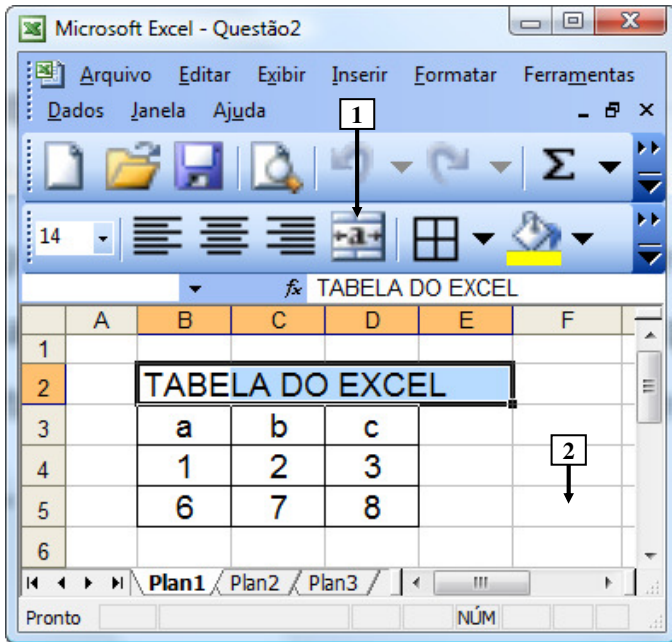 Microsoft Excel - Questão2
Arquivo Editar Exibir Inserir Formatar Ferramentas
Dados Janela Ajuda
1
Σ
14
a
fx TABELA DO EXCEL
A B C D E F
1
2 TABELA DO EXCEL
3 a b c
4 1 2 3
2
5 6 7 8
6
Plan1 Plan2 Plan3
Pronto NÚM